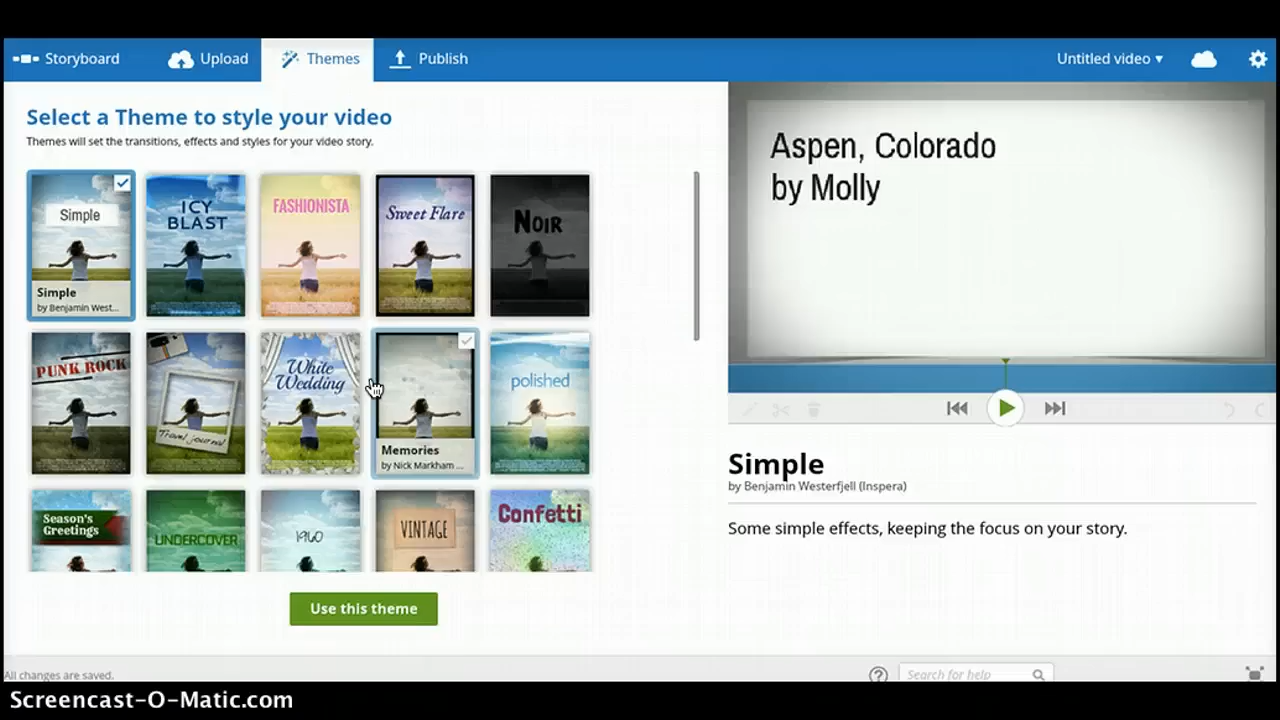 Storyboard
Upload
Themes
Publish
Untitled video ▾
Select a Theme to style your video
Themes will set the transitions, effects and styles for your video story.
Simple
Simple
by Benjamin West...
ICY
BLAST
FASHIONISTA
Sweet Flare
NOIR
PUNK ROCK
Travel journal
White
Wedding
Memories
by Nick Markham ...
polished
Season's
Greetings
UNDERCOVER
1960
VINTAGE
Confetti
Use this theme
Aspen, Colorado
by Molly
Simple
by Benjamin Westerfjell (Inspera)
Some simple effects, keeping the focus on your story.
All changes are saved.
?
Search for help
Screencast-O-Matic.com